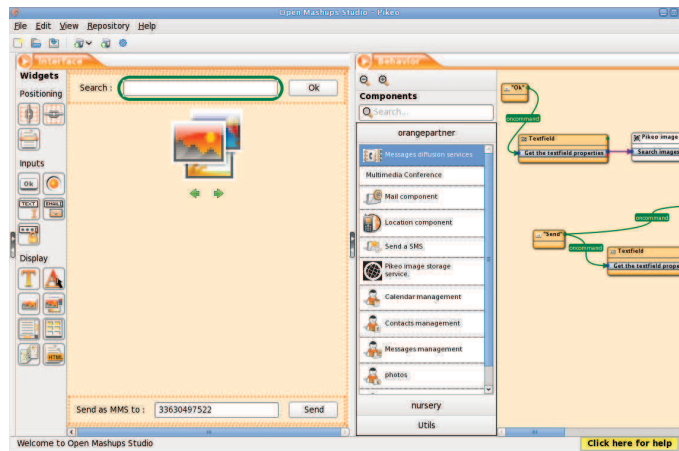 Open Mashups Studio - Pikeo
File Edit View Repository Help
Interface
Widgets
Positioning
Inputs
Ok
TEXT EMAIL
Display
T A
HTML
Search :
Ok
Send as MMS to : 33630497522 Send
Behavior
Components
Search...
orangepartner
Messages diffusion services
Multimedia Conference
Mail component
Location component
Send a SMS
Pikeo image storage
service.
Calendar management
Contacts management
Messages management
photos
nursery
Utils
"Ok"
oncommand
Textfield
Get the textfield properties
Pikeo image
Search images
oncommand
"Send"
oncommand
Textfield
Get the textfield prope
Welcome to Open Mashups Studio
Click here for help